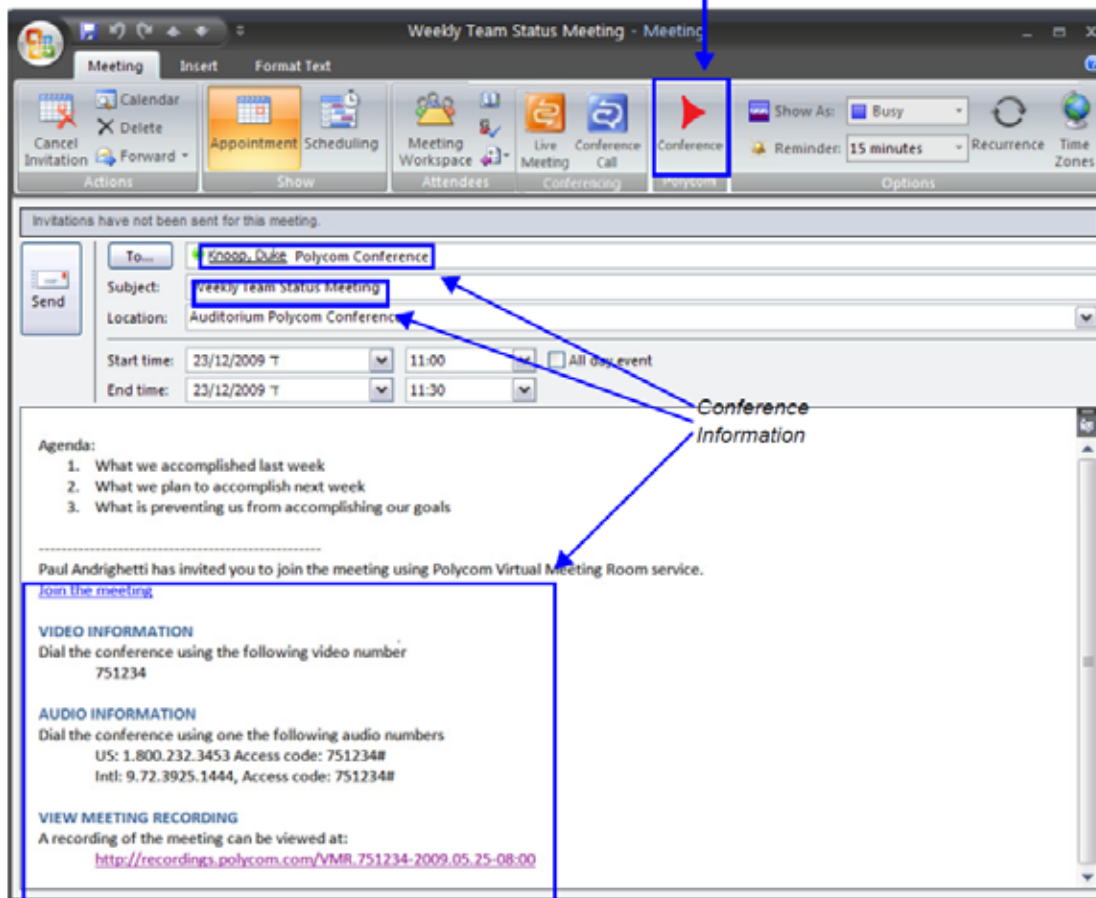 Weekly Team Status Meeting - Meeting
Meeting Insert Format Text
Cancel Invitation
Calendar
Delete
Forward
Actions
Appointment
Scheduling
Show
Meeting Workspace
Attendees
Live Meeting
Conference Call
Conferencing
Conference
Polycom
Show As: Busy
Reminder: 15 minutes
Recurrence
Time Zones
Options
Invitations have not been sent for this meeting.
Send
To... Knoop, Duke Polycom Conference
Subject: Weekly Team Status Meeting
Location: Auditorium Polycom Conference
Start time: 23/12/2009 ד 11:00 All day event
End time: 23/12/2009 ד 11:30
Conference
Information
Agenda:
1. What we accomplished last week
2. What we plan to accomplish next week
3. What is preventing us from accomplishing our goals
----------------------------------------------------
Paul Andrighetti has invited you to join the meeting using Polycom Virtual Meeting Room service.
Join the meeting
VIDEO INFORMATION
Dial the conference using the following video number
751234
AUDIO INFORMATION
Dial the conference using one the following audio numbers
US: 1.800.232.3453 Access code: 751234#
Intl: 9.72.3925.1444, Access code: 751234#
VIEW MEETING RECORDING
A recording of the meeting can be viewed at:
http://recordings.polycom.com/VMR.751234-2009.05.25-08:00